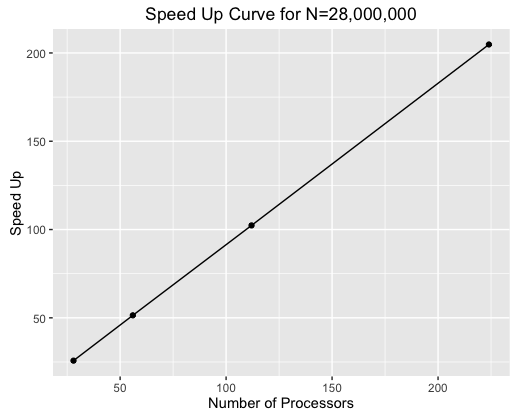 Speed Up Curve for N=28,000,000
200
150
100
50
Speed Up
50 100 150 200
Number of Processors